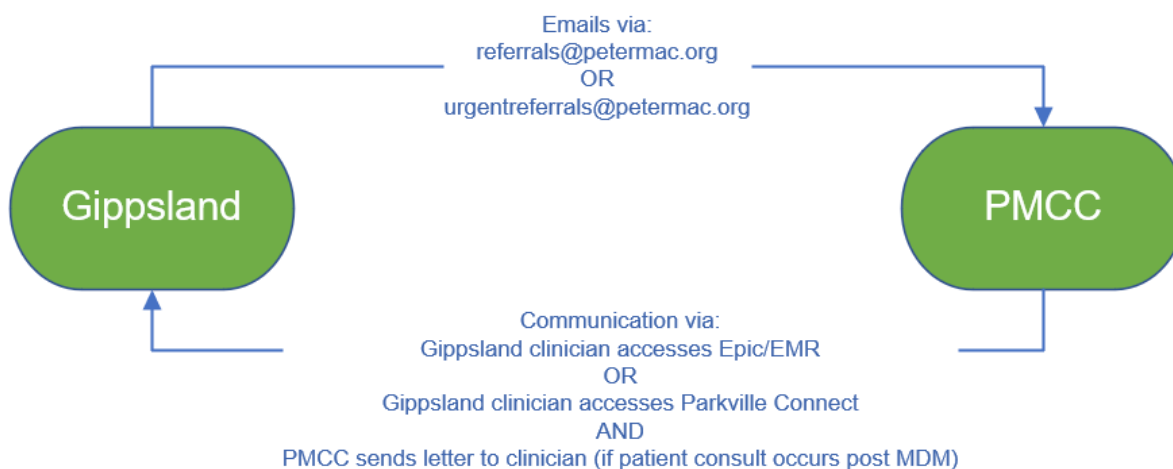 Emails via:
referrals@petermac.org
OR
urgentreferrals@petermac.org
Gippsland
PMCC
Communication via:
Gippsland clinician accesses Epic/EMR
OR
Gippsland clinician accesses Parkville Connect
AND
PMCC sends letter to clinician (if patient consult occurs post MDM)